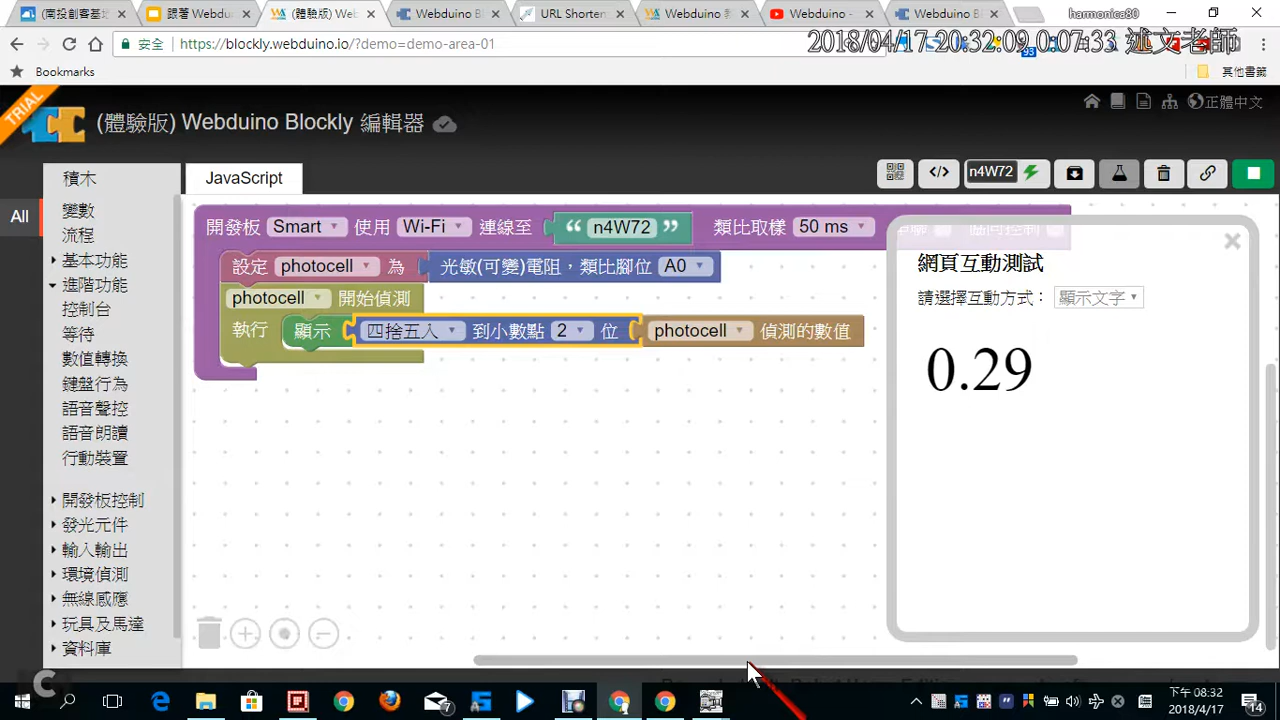 (南投創客基
跟著 Webdu
(體驗版) Web
Webduino Bl
URL Shorten
Webduino 教
Webduino
Webduino Bl
harmonica80
安全
https://blockly.webduino.io/?demo=demo-area-01
2018/04/17 20:32:09 0:07:33 述文老師
93
Bookmarks
其他書籤
TRIAL
(體驗版) Webduino Blockly 編輯器
正體中文
積木
JavaScript
</>
n4W72
All
變數
流程
基本功能
進階功能
控制台
等待
數值轉換
鍵盤行為
語音聲控
語音朗讀
行動裝置
開發板控制
發光元件
輸入輸出
環境偵測
無線感應
玩具及馬達
資料庫
開發板 Smart 使用 Wi-Fi 連線至 “ n4W72 ” 類比取樣 50 ms
設定 photocell 為 光敏(可變)電阻，類比腳位 A0
photocell 開始偵測
執行 顯示 四捨五入 到小數點 2 位 photocell 偵測的數值
網頁互動測試
請選擇互動方式： 顯示文字
0.29
7
下午 08:32
2018/4/17
14